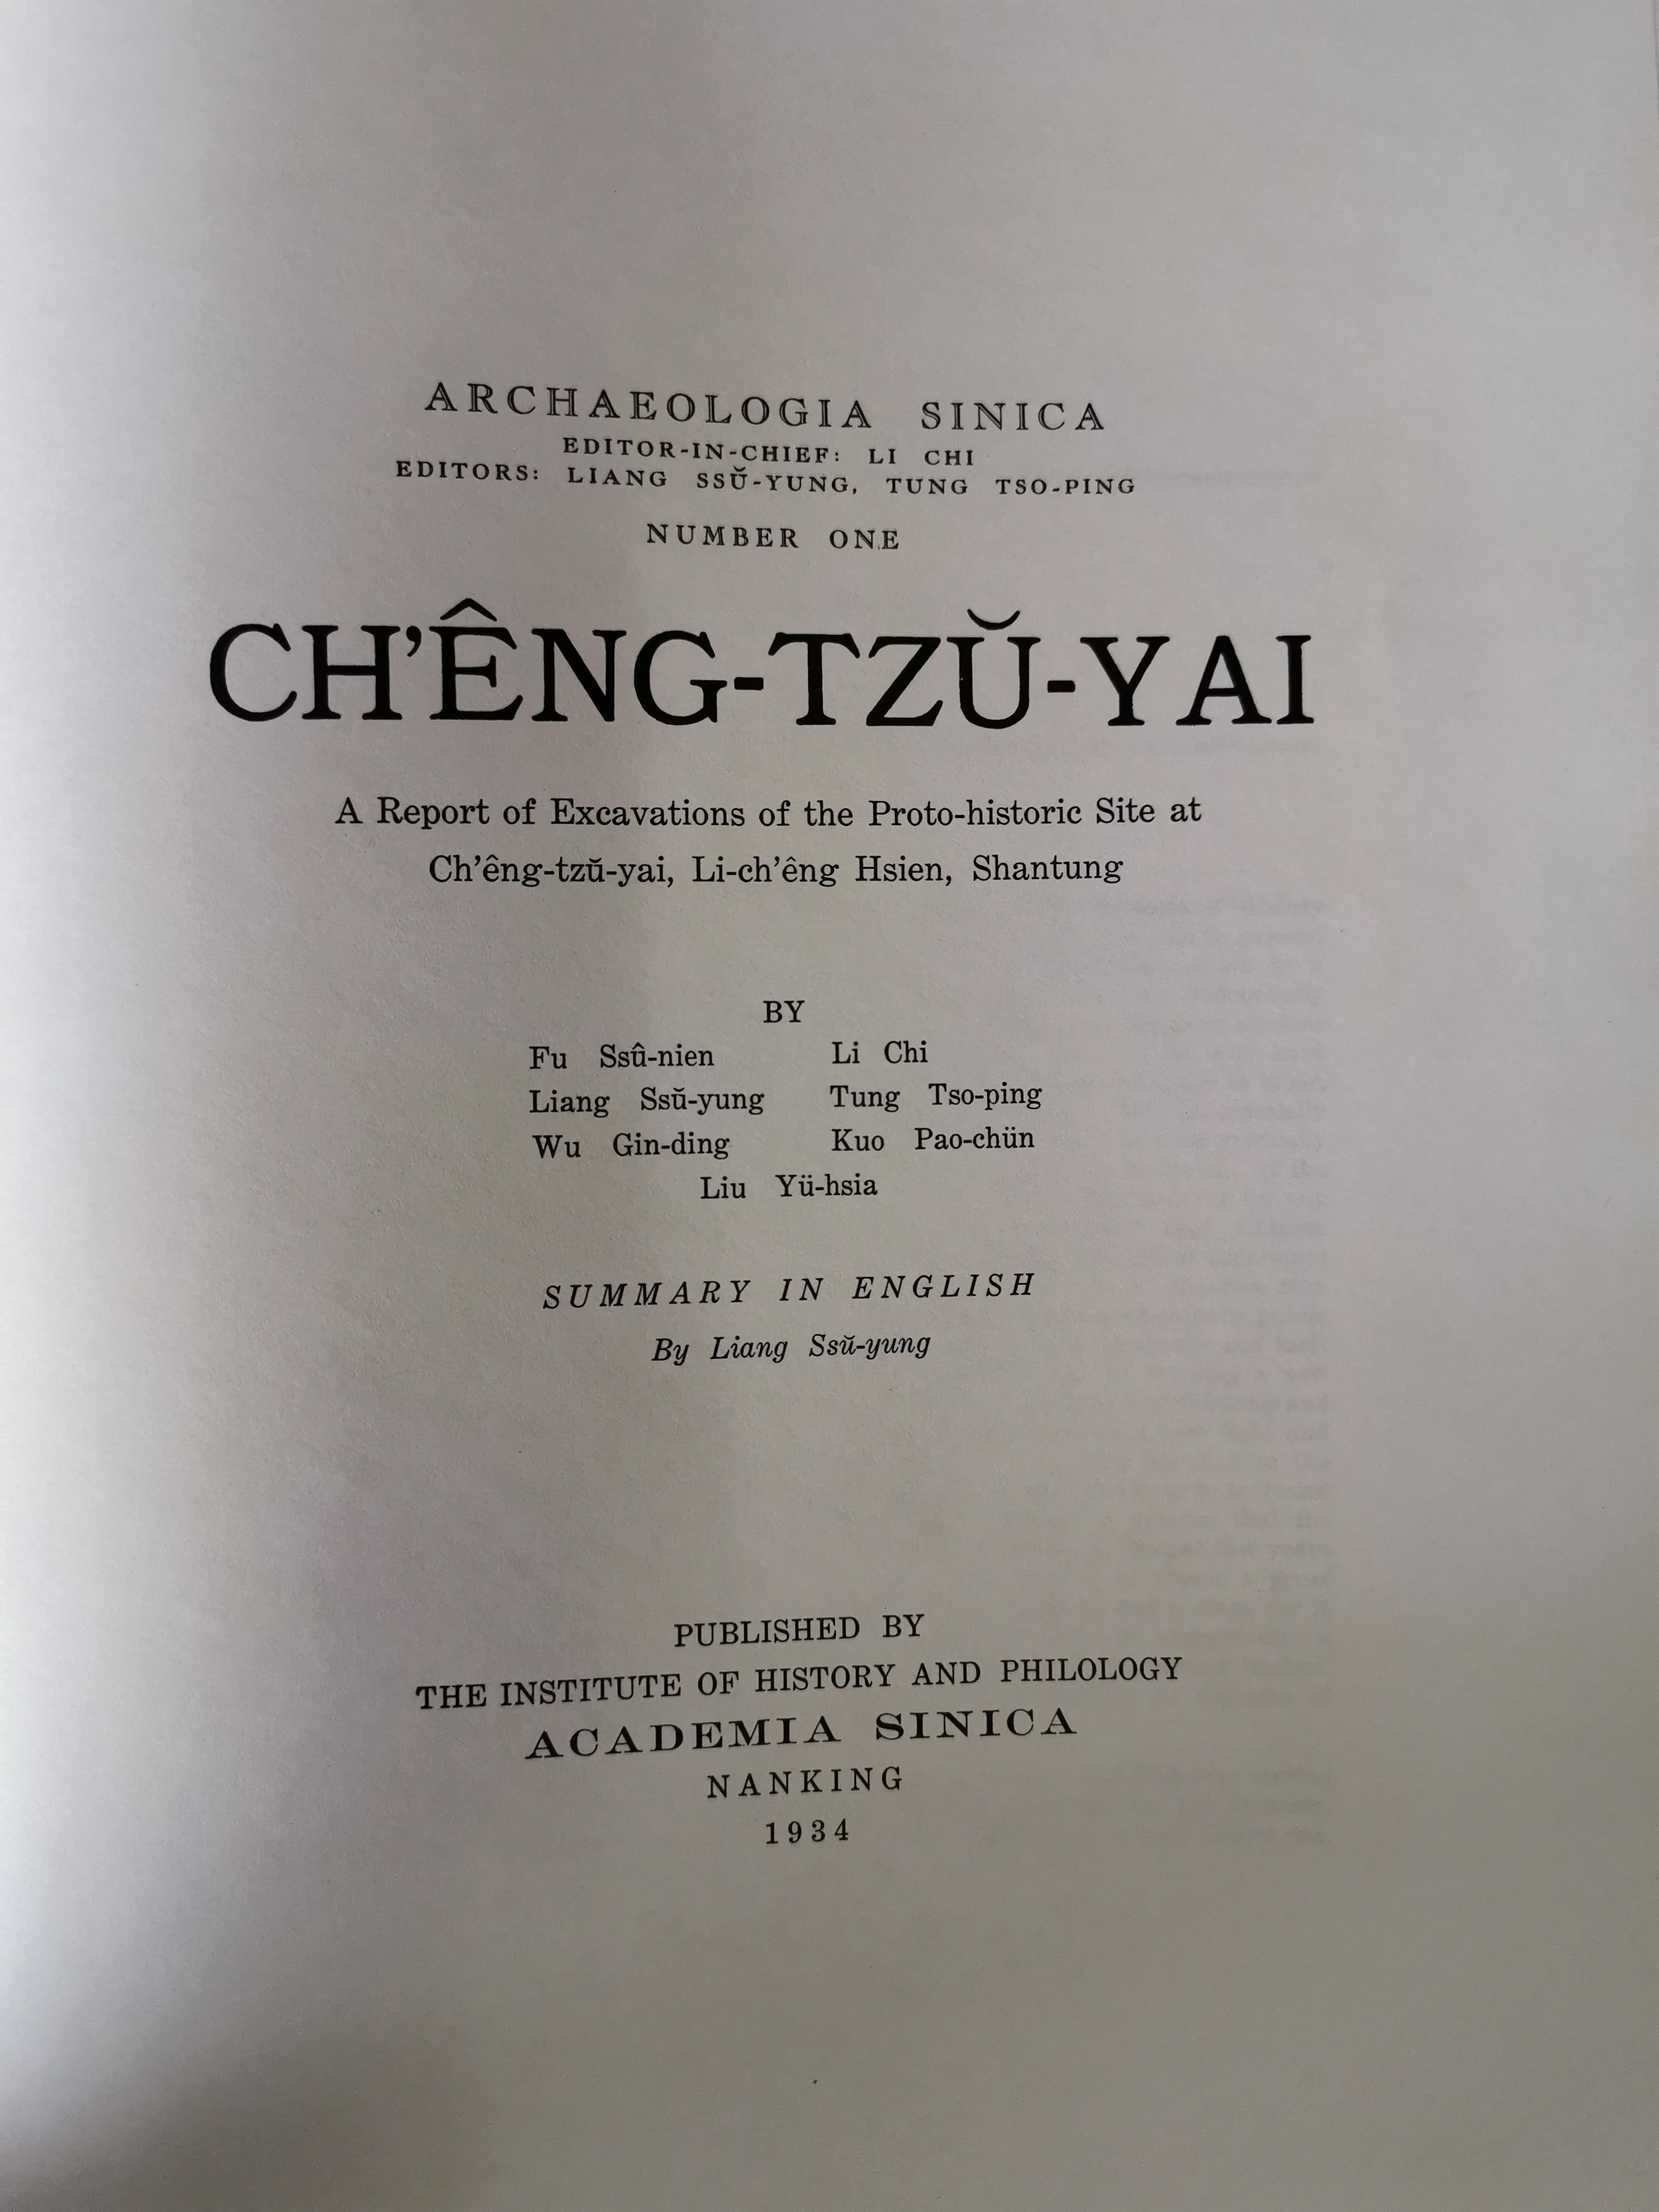 ARCHAEOLOGIA SINICA
EDITOR-IN-CHIEF: LI CHI
EDITORS: LIANG SSŬ-YUNG, TUNG TSO-PING
NUMBER ONE
CH'ÊNG-TZŬ-YAI
A Report of Excavations of the Proto-historic Site at
Ch'êng-tzŭ-yai, Li-ch'êng Hsien, Shantung
BY
Fu Ssû-nien Li Chi
Liang Ssŭ-yung Tung Tso-ping
Wu Gin-ding Kuo Pao-chün
Liu Yü-hsia
SUMMARY IN ENGLISH
By Liang Ssŭ-yung
PUBLISHED BY
THE INSTITUTE OF HISTORY AND PHILOLOGY
ACADEMIA SINICA
NANKING
1934